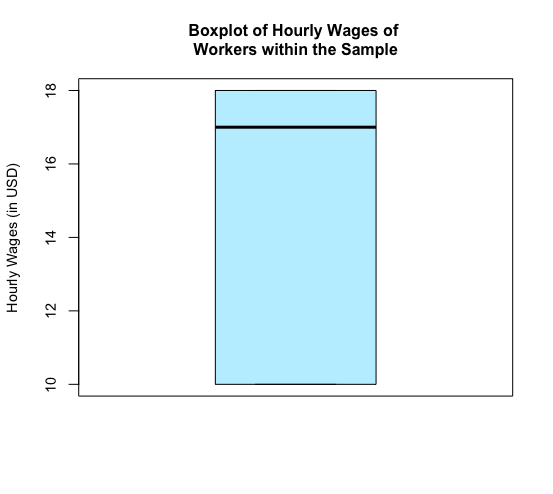 Boxplot of Hourly Wages of
Workers within the Sample
Hourly Wages (in USD)
18
16
14
12
10